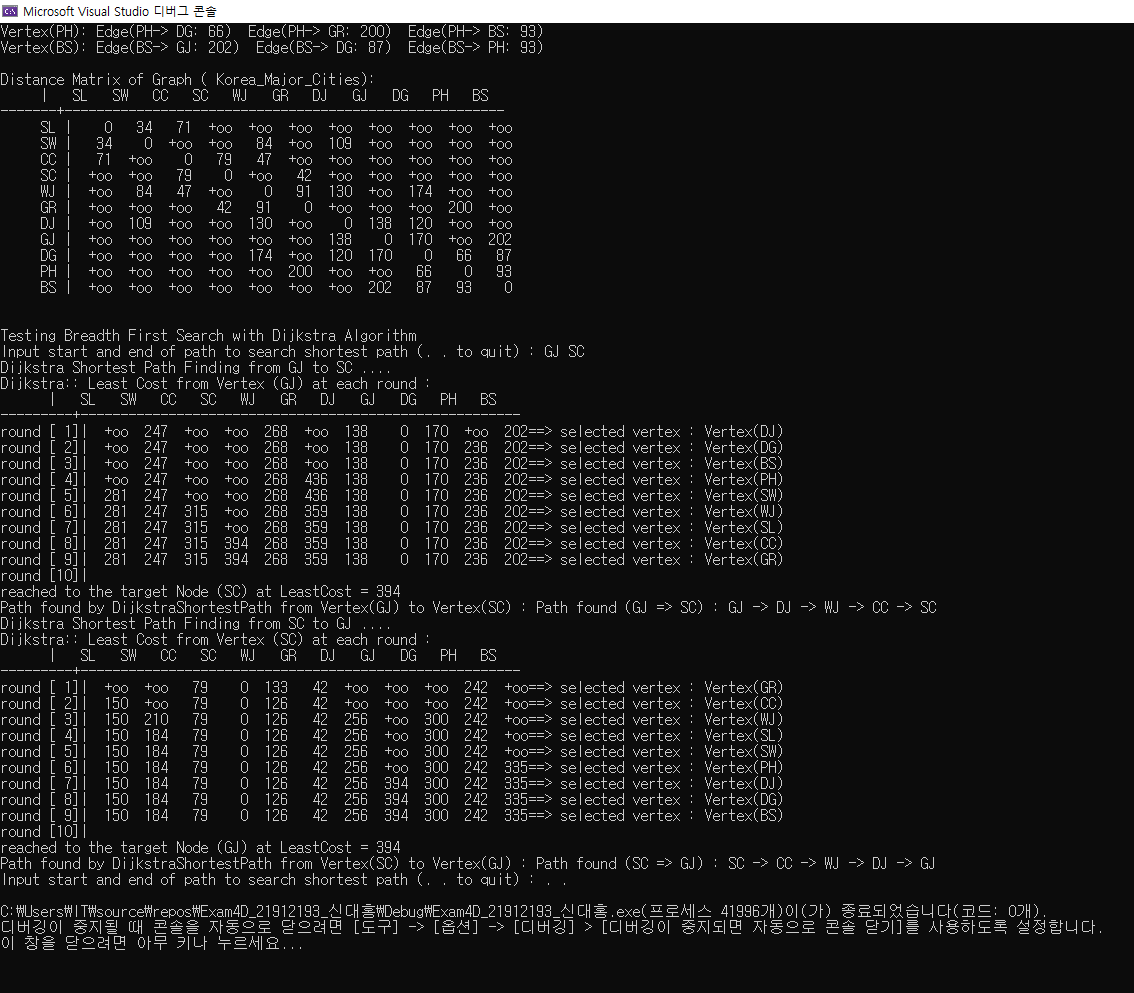 Microsoft Visual Studio 디버그 콘솔
Vertex(PH): Edge(PH-> DG: 66)  Edge(PH-> GR: 200)  Edge(PH-> BS: 93)
Vertex(BS): Edge(BS-> GJ: 202)  Edge(BS-> DG: 87)  Edge(BS-> PH: 93)
Distance Matrix of Graph ( Korea_Major_Cities):
     |   SL   SW   CC   SC   WJ   GR   DJ   GJ   DG   PH   BS
-------+-------------------------------------------------------
     SL |    0   34   71  +oo  +oo  +oo  +oo  +oo  +oo  +oo  +oo
     SW |   34    0  +oo  +oo   84  +oo  109  +oo  +oo  +oo  +oo
     CC |   71  +oo    0   79   47  +oo  +oo  +oo  +oo  +oo  +oo
     SC |  +oo  +oo   79    0  +oo   42  +oo  +oo  +oo  +oo  +oo
     WJ |  +oo   84   47  +oo    0   91  130  +oo  174  +oo  +oo
     GR |  +oo  +oo  +oo   42   91    0  +oo  +oo  +oo  200  +oo
     DJ |  +oo  109  +oo  +oo  130  +oo    0  138  120  +oo  +oo
     GJ |  +oo  +oo  +oo  +oo  +oo  +oo  138    0  170  +oo  202
     DG |  +oo  +oo  +oo  +oo  174  +oo  120  170    0   66   87
     PH |  +oo  +oo  +oo  +oo  +oo  200  +oo  +oo   66    0   93
     BS |  +oo  +oo  +oo  +oo  +oo  +oo  +oo  202   87   93    0
Testing Breadth First Search with Dijkstra Algorithm
Input start and end of path to search shortest path (. . to quit) : GJ SC
Dijkstra Shortest Path Finding from GJ to SC ....
Dijkstra:: Least Cost from Vertex (GJ) at each round :
      |   SL   SW   CC   SC   WJ   GR   DJ   GJ   DG   PH   BS
---------+-------------------------------------------------------
round [ 1]|  +oo  247  +oo  +oo  268  +oo  138    0  170  +oo  202==> selected vertex : Vertex(DJ)
round [ 2]|  +oo  247  +oo  +oo  268  +oo  138    0  170  236  202==> selected vertex : Vertex(DG)
round [ 3]|  +oo  247  +oo  +oo  268  +oo  138    0  170  236  202==> selected vertex : Vertex(BS)
round [ 4]|  +oo  247  +oo  +oo  268  436  138    0  170  236  202==> selected vertex : Vertex(PH)
round [ 5]|  281  247  +oo  +oo  268  436  138    0  170  236  202==> selected vertex : Vertex(SW)
round [ 6]|  281  247  315  +oo  268  359  138    0  170  236  202==> selected vertex : Vertex(WJ)
round [ 7]|  281  247  315  +oo  268  359  138    0  170  236  202==> selected vertex : Vertex(SL)
round [ 8]|  281  247  315  394  268  359  138    0  170  236  202==> selected vertex : Vertex(CC)
round [ 9]|  281  247  315  394  268  359  138    0  170  236  202==> selected vertex : Vertex(GR)
round [10]|
reached to the target Node (SC) at LeastCost = 394
Path found by DijkstraShortestPath from Vertex(GJ) to Vertex(SC) : Path found (GJ => SC) : GJ -> DJ -> WJ -> CC -> SC
Dijkstra Shortest Path Finding from SC to GJ ....
Dijkstra:: Least Cost from Vertex (SC) at each round :
      |   SL   SW   CC   SC   WJ   GR   DJ   GJ   DG   PH   BS
---------+-------------------------------------------------------
round [ 1]|  +oo  +oo   79    0  133   42  +oo  +oo  +oo  242  +oo==> selected vertex : Vertex(GR)
round [ 2]|  150  +oo   79    0  126   42  +oo  +oo  +oo  242  +oo==> selected vertex : Vertex(CC)
round [ 3]|  150  210   79    0  126   42  256  +oo  300  242  +oo==> selected vertex : Vertex(WJ)
round [ 4]|  150  184   79    0  126   42  256  +oo  300  242  +oo==> selected vertex : Vertex(SL)
round [ 5]|  150  184   79    0  126   42  256  +oo  300  242  +oo==> selected vertex : Vertex(SW)
round [ 6]|  150  184   79    0  126   42  256  +oo  300  242  335==> selected vertex : Vertex(PH)
round [ 7]|  150  184   79    0  126   42  256  394  300  242  335==> selected vertex : Vertex(DJ)
round [ 8]|  150  184   79    0  126   42  256  394  300  242  335==> selected vertex : Vertex(DG)
round [ 9]|  150  184   79    0  126   42  256  394  300  242  335==> selected vertex : Vertex(BS)
round [10]|
reached to the target Node (GJ) at LeastCost = 394
Path found by DijkstraShortestPath from Vertex(SC) to Vertex(GJ) : Path found (SC => GJ) : SC -> CC -> WJ -> DJ -> GJ
Input start and end of path to search shortest path (. . to quit) : . .
C:₩Users₩IT₩source₩repos₩Exam4D_21912193_신대홍₩Debug₩Exam4D_21912193_신대홍.exe(프로세스 41996개)이(가) 종료되었습니다(코드: 0개).
디버깅이 중지될 때 콘솔을 자동으로 닫으려면 [도구] -> [옵션] -> [디버깅] > [디버깅이 중지되면 자동으로 콘솔 닫기]를 사용하도록 설정합니다.
이 창을 닫으려면 아무 키나 누르세요...